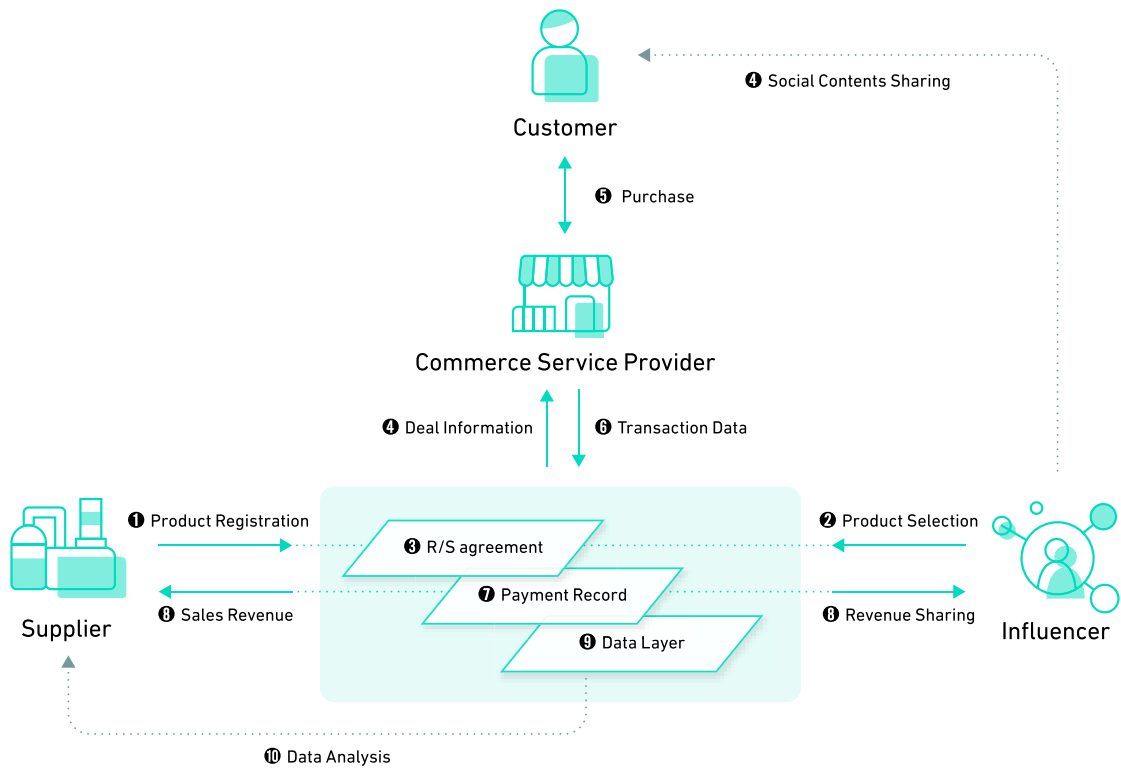 ❹ Social Contents Sharing
Customer
❺ Purchase
Commerce Service Provider
❹ Deal Information
❻ Transaction Data
❶ Product Registration
❷ Product Selection
❸ R/S agreement
❼ Payment Record
❽ Sales Revenue
❽ Revenue Sharing
Supplier
Influencer
❾ Data Layer
❿ Data Analysis